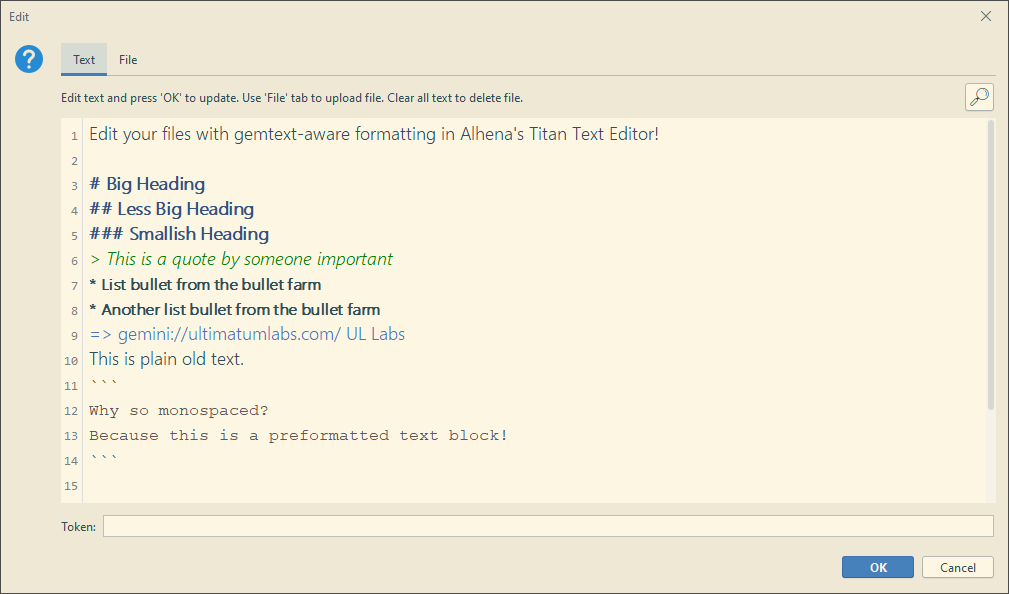 Edit
?
Text File
Edit text and press 'OK' to update. Use 'File' tab to upload file. Clear all text to delete file.
1 Edit your files with gemtext-aware formatting in Alhena's Titan Text Editor!
2
3 # Big Heading
4 ## Less Big Heading
5 ### Smallish Heading
6 > This is a quote by someone important
7 * List bullet from the bullet farm
8 * Another list bullet from the bullet farm
9 => gemini://ultimatumlabs.com/ UL Labs
10 This is plain old text.
11 ```
12 Why so monospaced?
13 Because this is a preformatted text block!
14 ```
15
Token:
OK Cancel